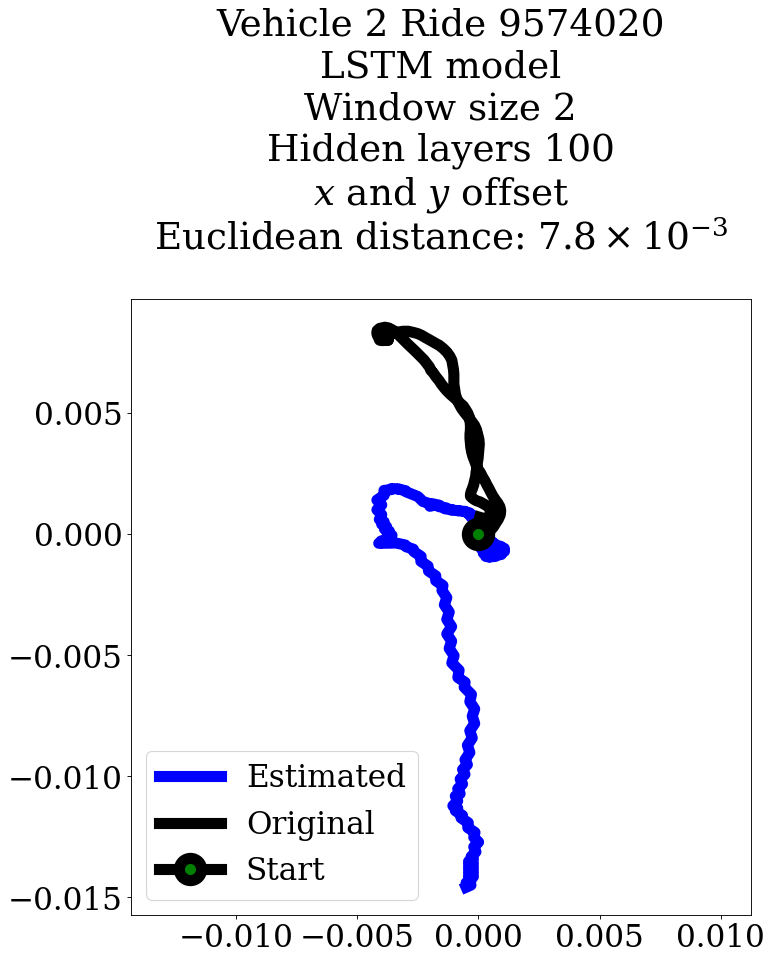 Vehicle 2 Ride 9574020
LSTM model
Window size 2
Hidden layers 100
x and y offset
Euclidean distance: 7.8 × 10⁻³
0.005
0.000
−0.005
−0.010
−0.015
Estimated
Original
Start
−0.010 −0.005 0.000 0.005 0.010